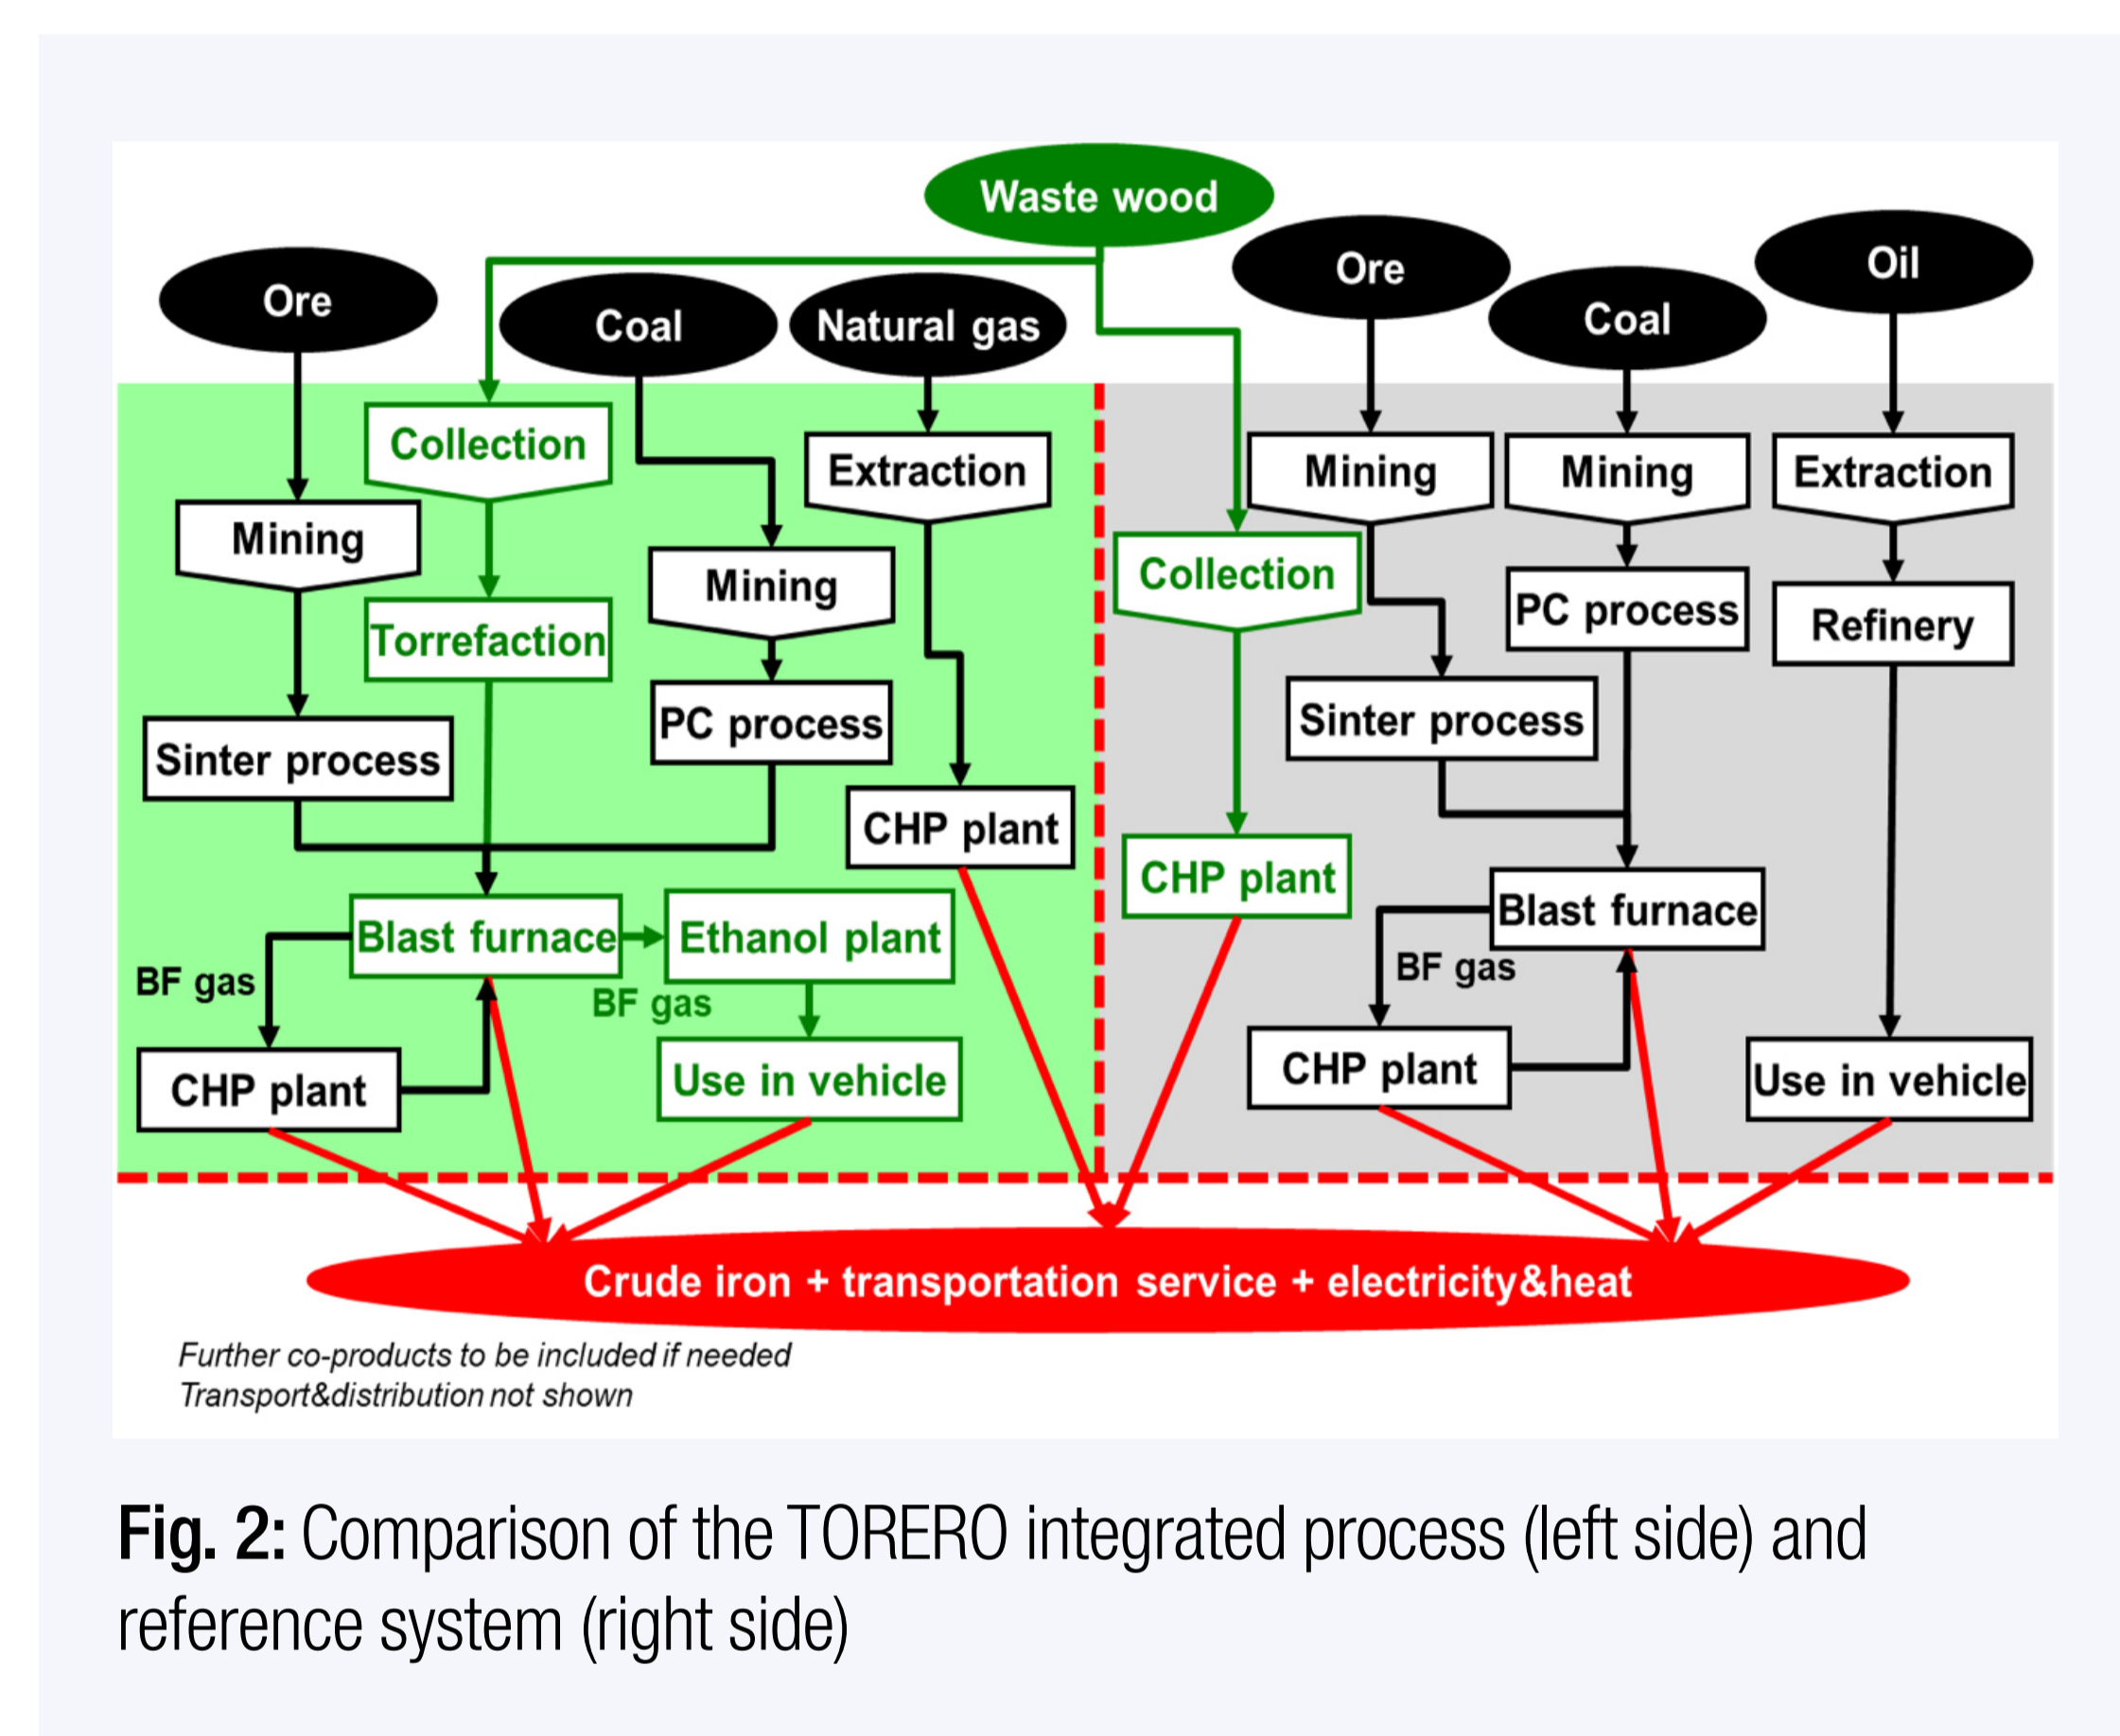 Waste wood
Ore
Coal
Natural gas
Ore
Coal
Oil
Collection
Extraction
Mining
Mining
Torrefaction
PC process
Sinter process
CHP plant
Blast furnace
Ethanol plant
BF gas
BF gas
CHP plant
Use in vehicle
Mining
Mining
Extraction
Collection
PC process
Refinery
Sinter process
CHP plant
Blast furnace
BF gas
CHP plant
Use in vehicle
Crude iron + transportation service + electricity&heat
Further co-products to be included if needed
Transport&distribution not shown
Fig. 2: Comparison of the TORERO integrated process (left side) and
reference system (right side)